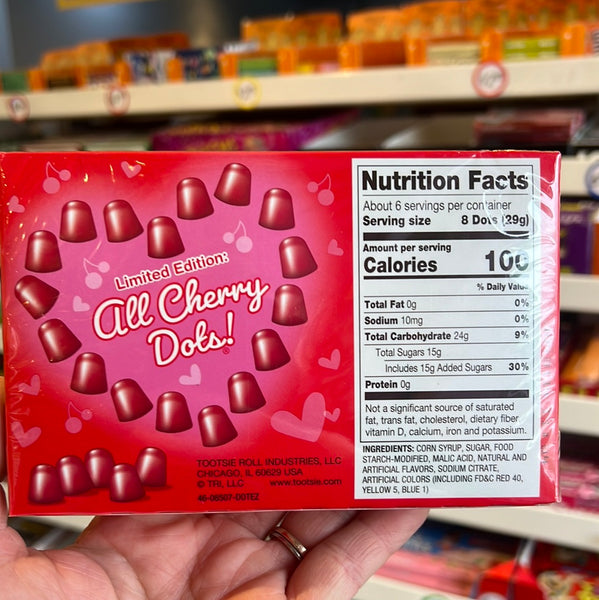 Limited Edition:
All Cherry
Dots!®
TOOTSIE ROLL INDUSTRIES, LLC
CHICAGO, IL 60629 USA
© TRI, LLC www.tootsie.com
46-08507-DOTEZ
Nutrition Facts
About 6 servings per container
Serving size 8 Dots (29g)
Amount per serving
Calories 100
% Daily Value
Total Fat 0g 0%
Sodium 10mg 0%
Total Carbohydrate 24g 9%
Total Sugars 15g
Includes 15g Added Sugars 30%
Protein 0g
Not a significant source of saturated
fat, trans fat, cholesterol, dietary fiber
vitamin D, calcium, iron and potassium.
INGREDIENTS: CORN SYRUP, SUGAR, FOOD
STARCH-MODIFIED, MALIC ACID, NATURAL AND
ARTIFICIAL FLAVORS, SODIUM CITRATE,
ARTIFICIAL COLORS (INCLUDING FD&C RED 40,
YELLOW 5, BLUE 1)